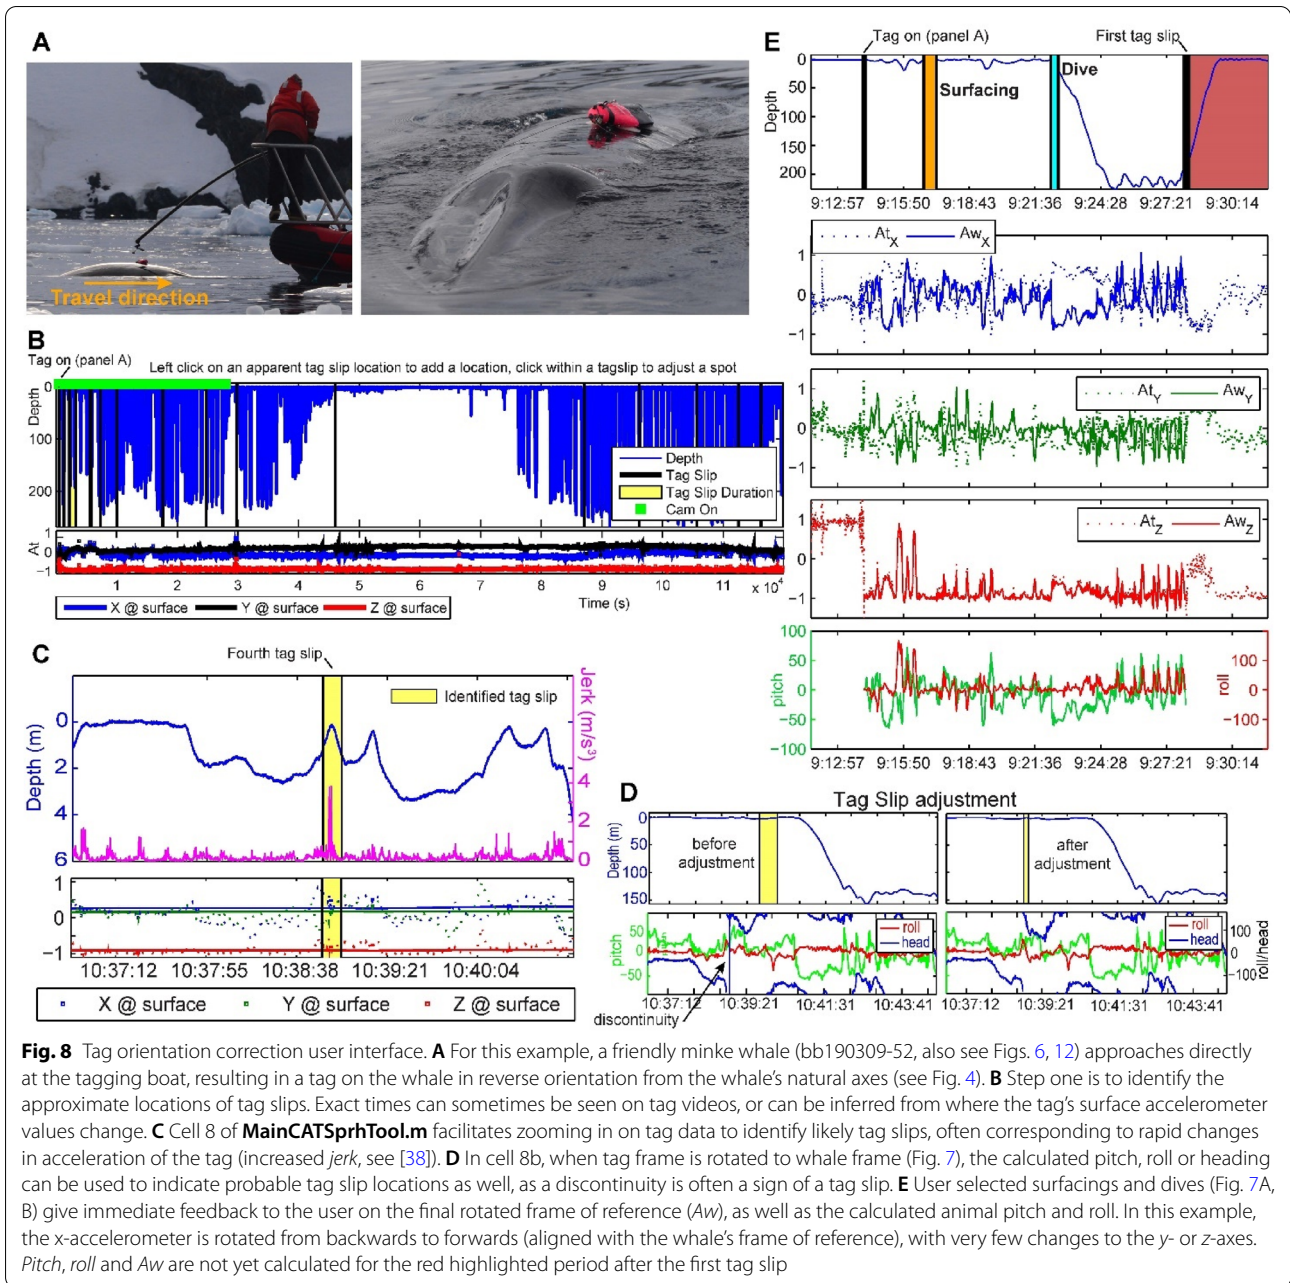 A
Travel direction
B
Tag on (panel A)
Left click on an apparent tag slip location to add a location, click within a tagslip to adjust a spot
Depth
0
100
200
Depth
Tag Slip
Tag Slip Duration
Cam On
At
1
0
−1
1 2 3 4 5 6 7 8 9 10 11
x 10⁴
Time (s)
X @ surface Y @ surface Z @ surface
C
Fourth tag slip
Identified tag slip
Depth (m)
0
2
4
6
Jerk (m/s³)
4
2
0
1
0
−1
10:37:12 10:37:55 10:38:38 10:39:21 10:40:04
X @ surface Y @ surface Z @ surface
E
Tag on (panel A) First tag slip
Depth
0
50
100
150
200
Surfacing
Dive
9:12:57 9:15:50 9:18:43 9:21:36 9:24:28 9:27:21 9:30:14
AtX AwX
1
0
−1
AtY AwY
1
0
−1
AtZ AwZ
1
0
−1
pitch
100
50
0
−50
−100
roll
100
0
−100
9:12:57 9:15:50 9:18:43 9:21:36 9:24:28 9:27:21 9:30:14
D
Tag Slip adjustment
Depth (m)
0
50
100
150
before
adjustment
after
adjustment
pitch
50
0
−50
roll
head
roll
head
100
0
−100
roll/head
10:37:12 10:39:21 10:41:31 10:43:41
10:37:12 10:39:21 10:41:31 10:43:41
discontinuity
Fig. 8 Tag orientation correction user interface. A For this example, a friendly minke whale (bb190309-52, also see Figs. 6, 12) approaches directly
at the tagging boat, resulting in a tag on the whale in reverse orientation from the whale's natural axes (see Fig. 4). B Step one is to identify the
approximate locations of tag slips. Exact times can sometimes be seen on tag videos, or can be inferred from where the tag's surface accelerometer
values change. C Cell 8 of MainCATSprhTool.m facilitates zooming in on tag data to identify likely tag slips, often corresponding to rapid changes
in acceleration of the tag (increased jerk, see [38]). D In cell 8b, when tag frame is rotated to whale frame (Fig. 7), the calculated pitch, roll or heading
can be used to indicate probable tag slip locations as well, as a discontinuity is often a sign of a tag slip. E User selected surfacings and dives (Fig. 7A,
B) give immediate feedback to the user on the final rotated frame of reference (Aw), as well as the calculated animal pitch and roll. In this example,
the x-accelerometer is rotated from backwards to forwards (aligned with the whale's frame of reference), with very few changes to the y- or z-axes.
Pitch, roll and Aw are not yet calculated for the red highlighted period after the first tag slip